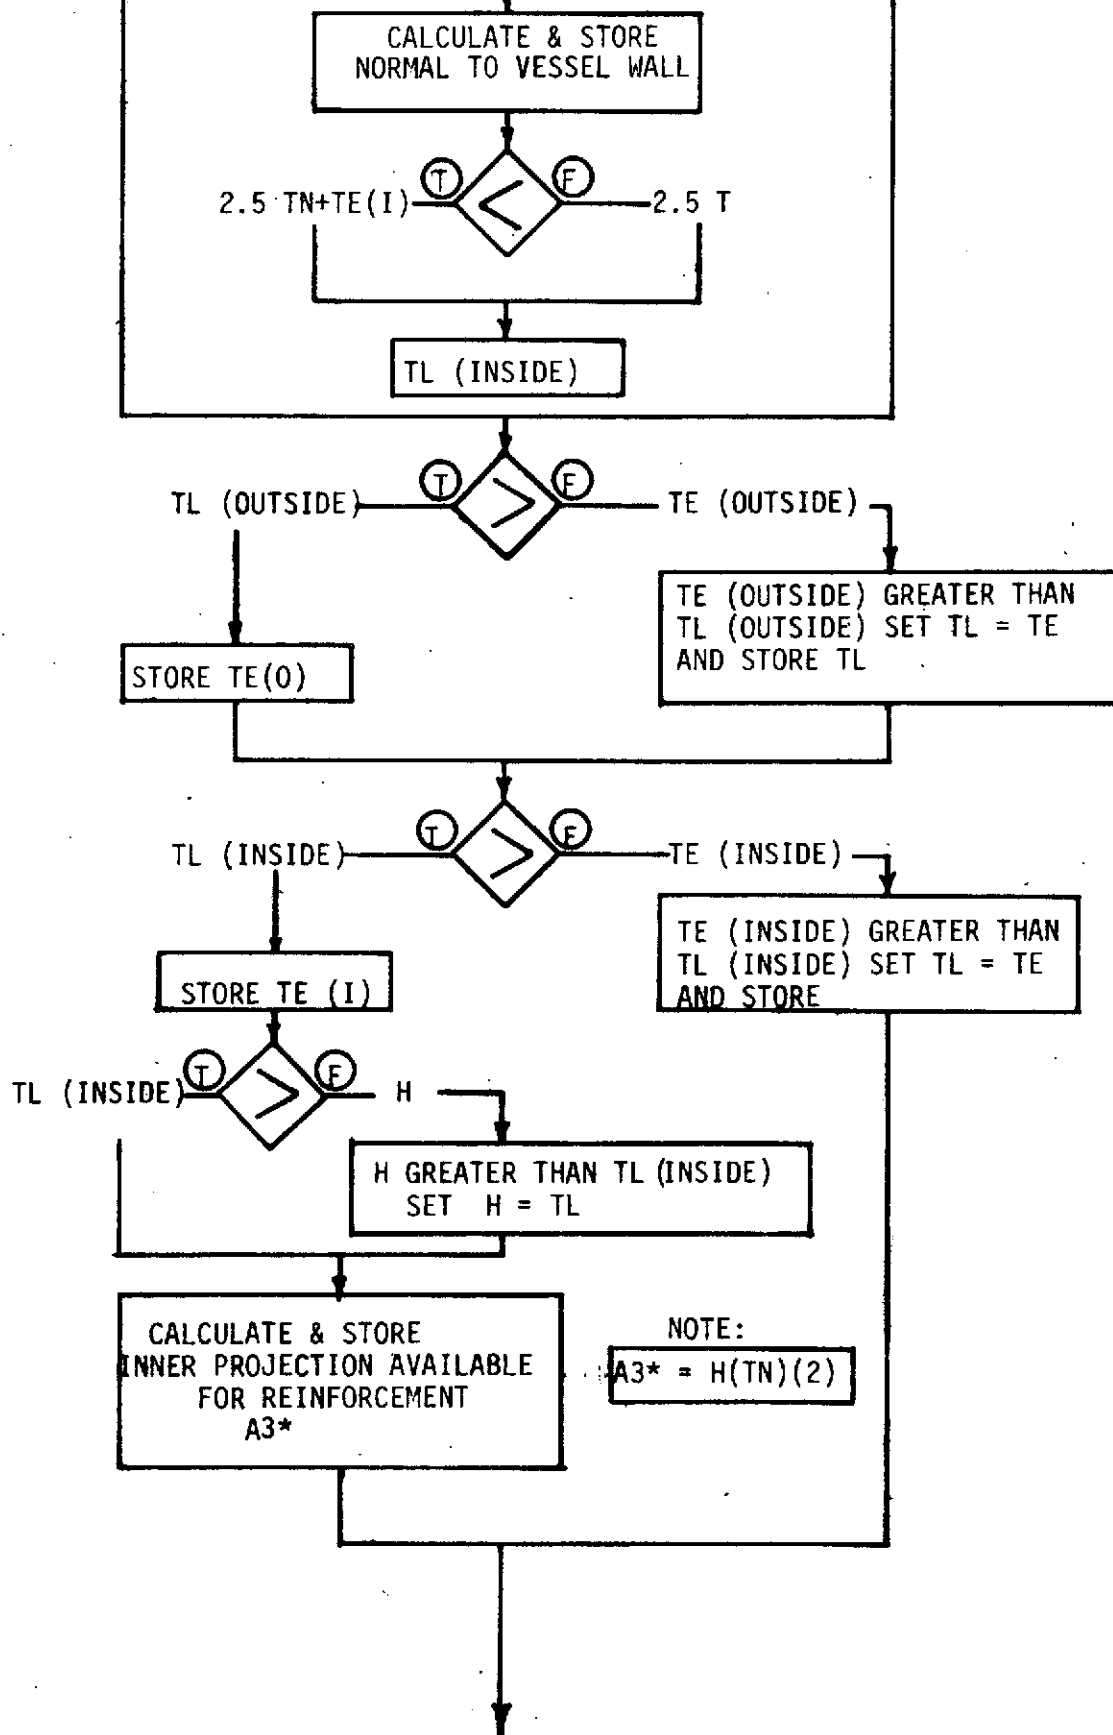 CALCULATE & STORE
NORMAL TO VESSEL WALL
T F
2.5 TN+TE(I) < 2.5 T
TL (INSIDE)
T F
TL (OUTSIDE) > TE (OUTSIDE)
TE (OUTSIDE) GREATER THAN
TL (OUTSIDE) SET TL = TE
AND STORE TL
STORE TE(O)
T F
TL (INSIDE) > TE (INSIDE)
TE (INSIDE) GREATER THAN
TL (INSIDE) SET TL = TE
AND STORE
STORE TE (I)
T F
TL (INSIDE) > H
H GREATER THAN TL (INSIDE)
SET H = TL
CALCULATE & STORE
INNER PROJECTION AVAILABLE
FOR REINFORCEMENT
A3*
NOTE:
A3* = H(TN)(2)